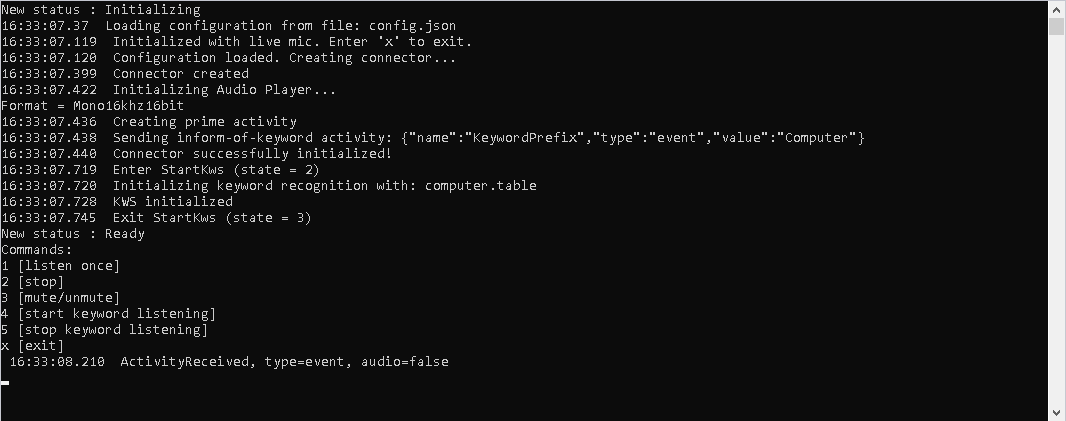 New status : Initializing
16:33:07.37  Loading configuration from file: config.json
16:33:07.119  Initialized with live mic. Enter 'x' to exit.
16:33:07.120  Configuration loaded. Creating connector...
16:33:07.399  Connector created
16:33:07.422  Initializing Audio Player...
Format = Mono16khz16bit
16:33:07.436  Creating prime activity
16:33:07.438  Sending inform-of-keyword activity: {"name":"KeywordPrefix","type":"event","value":"Computer"}
16:33:07.440  Connector successfully initialized!
16:33:07.719  Enter StartKws (state = 2)
16:33:07.720  Initializing keyword recognition with: computer.table
16:33:07.728  KWS initialized
16:33:07.745  Exit StartKws (state = 3)
New status : Ready
Commands:
1 [listen once]
2 [stop]
3 [mute/unmute]
4 [start keyword listening]
5 [stop keyword listening]
x [exit]
 16:33:08.210  ActivityReceived, type=event, audio=false